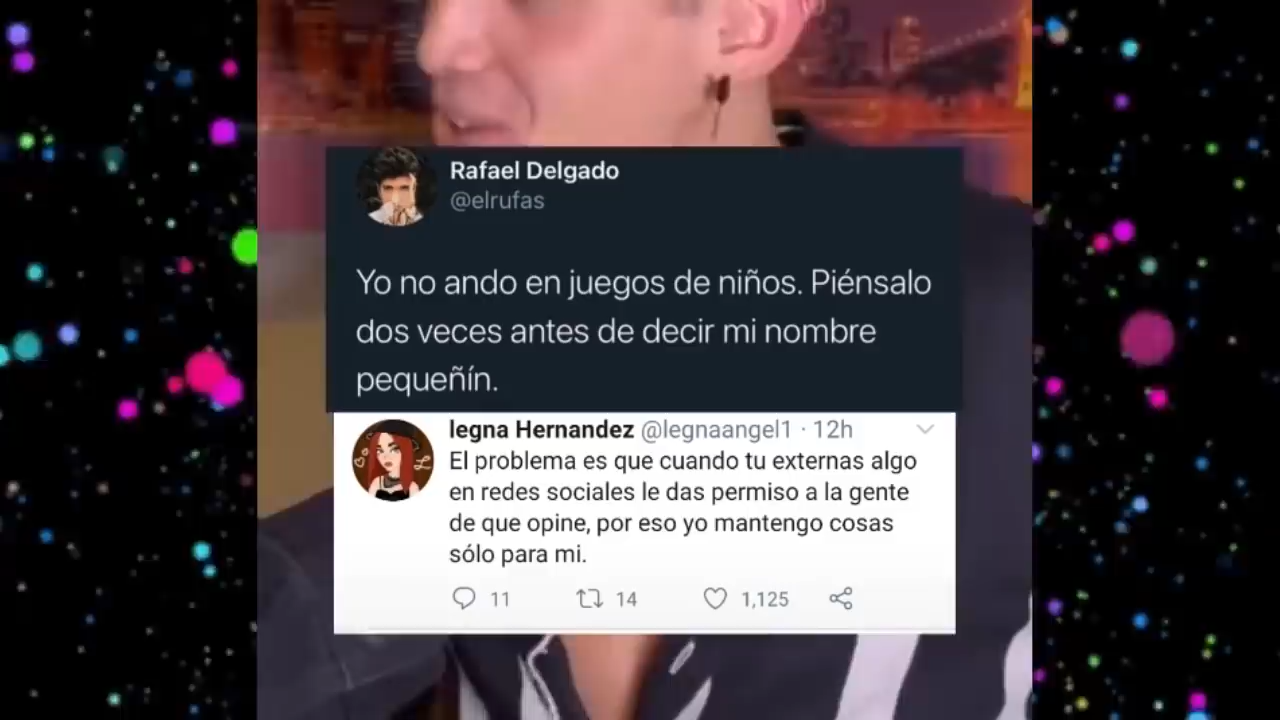 Rafael Delgado
@elrufas
Yo no ando en juegos de niños. Piénsalo
dos veces antes de decir mi nombre
pequeñín.
legna Hernandez @legnaangel1 · 12h
El problema es que cuando tu externas algo
en redes sociales le das permiso a la gente
de que opine, por eso yo mantengo cosas
sólo para mi.
11 14 1,125